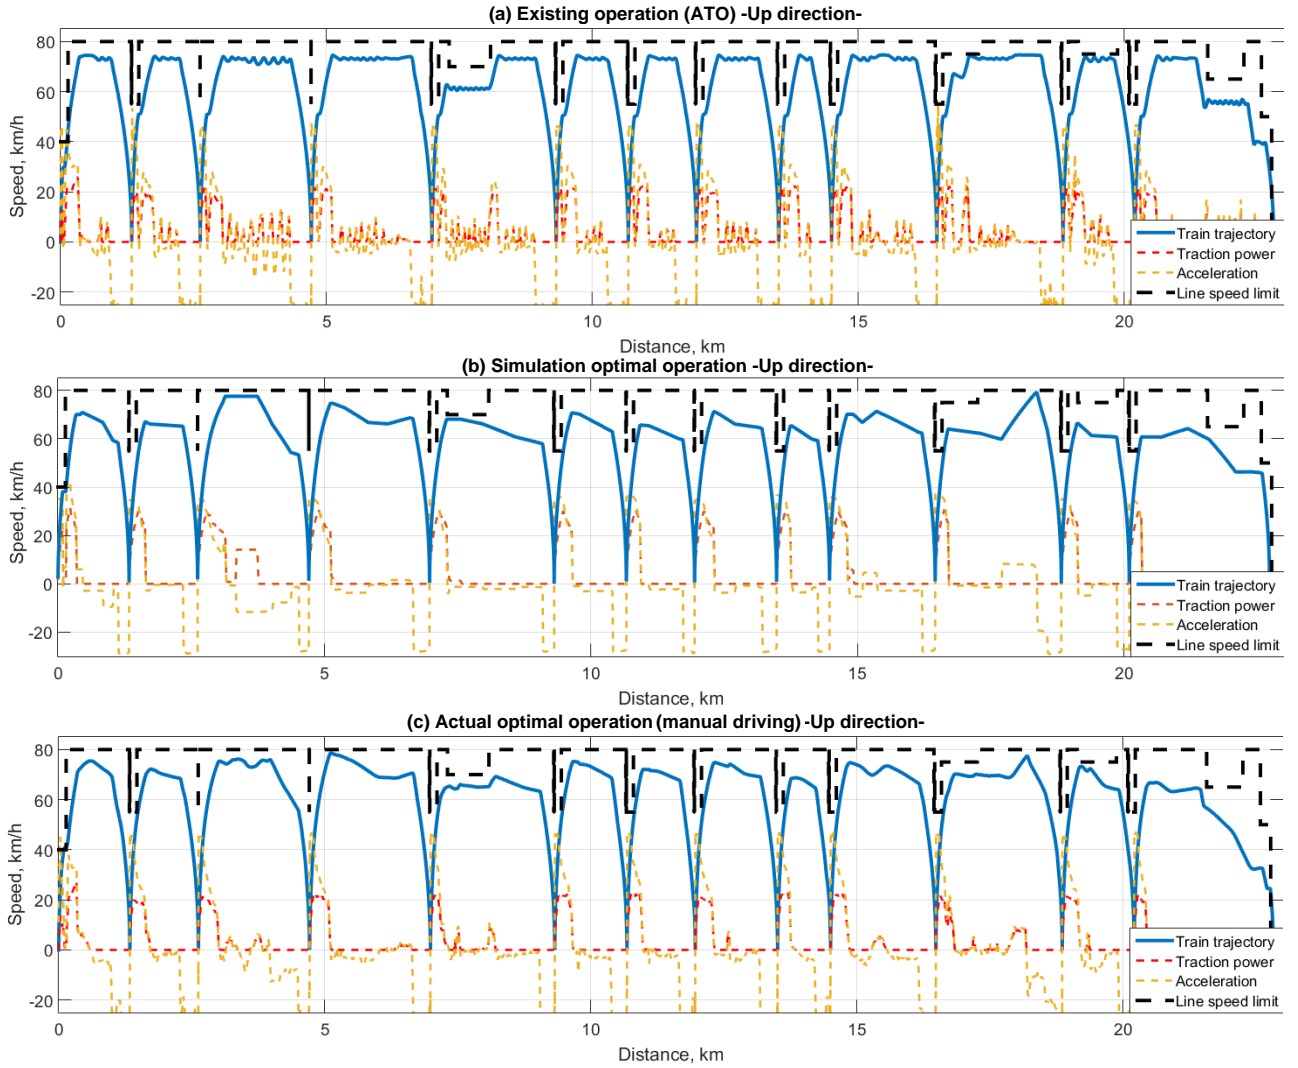 (a) Existing operation (ATO) -Up direction-
80
60
40
20
0
-20
Speed, km/h
Train trajectory
Traction power
Acceleration
Line speed limit
0 5 10 15 20
Distance, km
(b) Simulation optimal operation -Up direction-
80
60
40
20
0
-20
Speed, km/h
Train trajectory
Traction power
Acceleration
Line speed limit
0 5 10 15 20
Distance, km
(c) Actual optimal operation (manual driving) -Up direction-
80
60
40
20
0
-20
Speed, km/h
Train trajectory
Traction power
Acceleration
Line speed limit
0 5 10 15 20
Distance, km